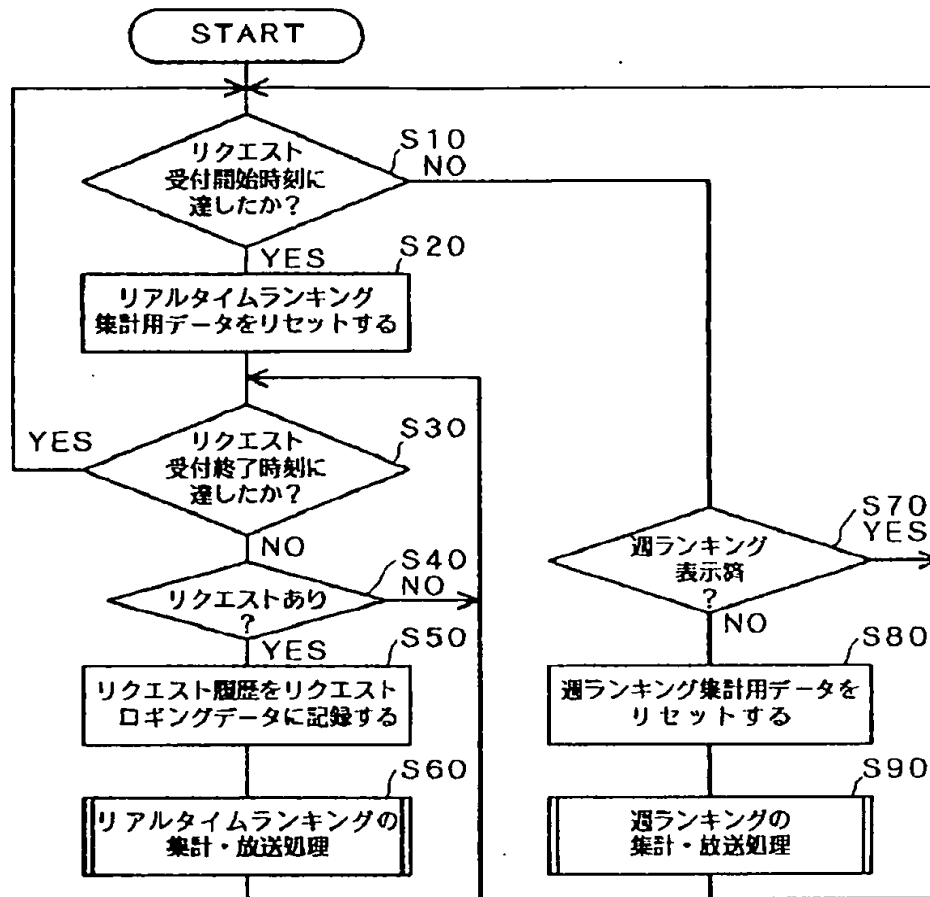 START
S10
リクエスト
受付開始時刻に
達したか？
NO
YES
S20
リアルタイムランキング
集計用データをリセットする
S30
YES
リクエスト
受付終了時刻に
達したか？
NO
S40
NO
リクエストあり
？
YES
S50
リクエスト履歴をリクエスト
ロギングデータに記録する
S60
リアルタイムランキングの
集計・放送処理
S70
YES
週ランキング
表示済
？
NO
S80
週ランキング集計用データを
リセットする
S90
週ランキングの
集計・放送処理